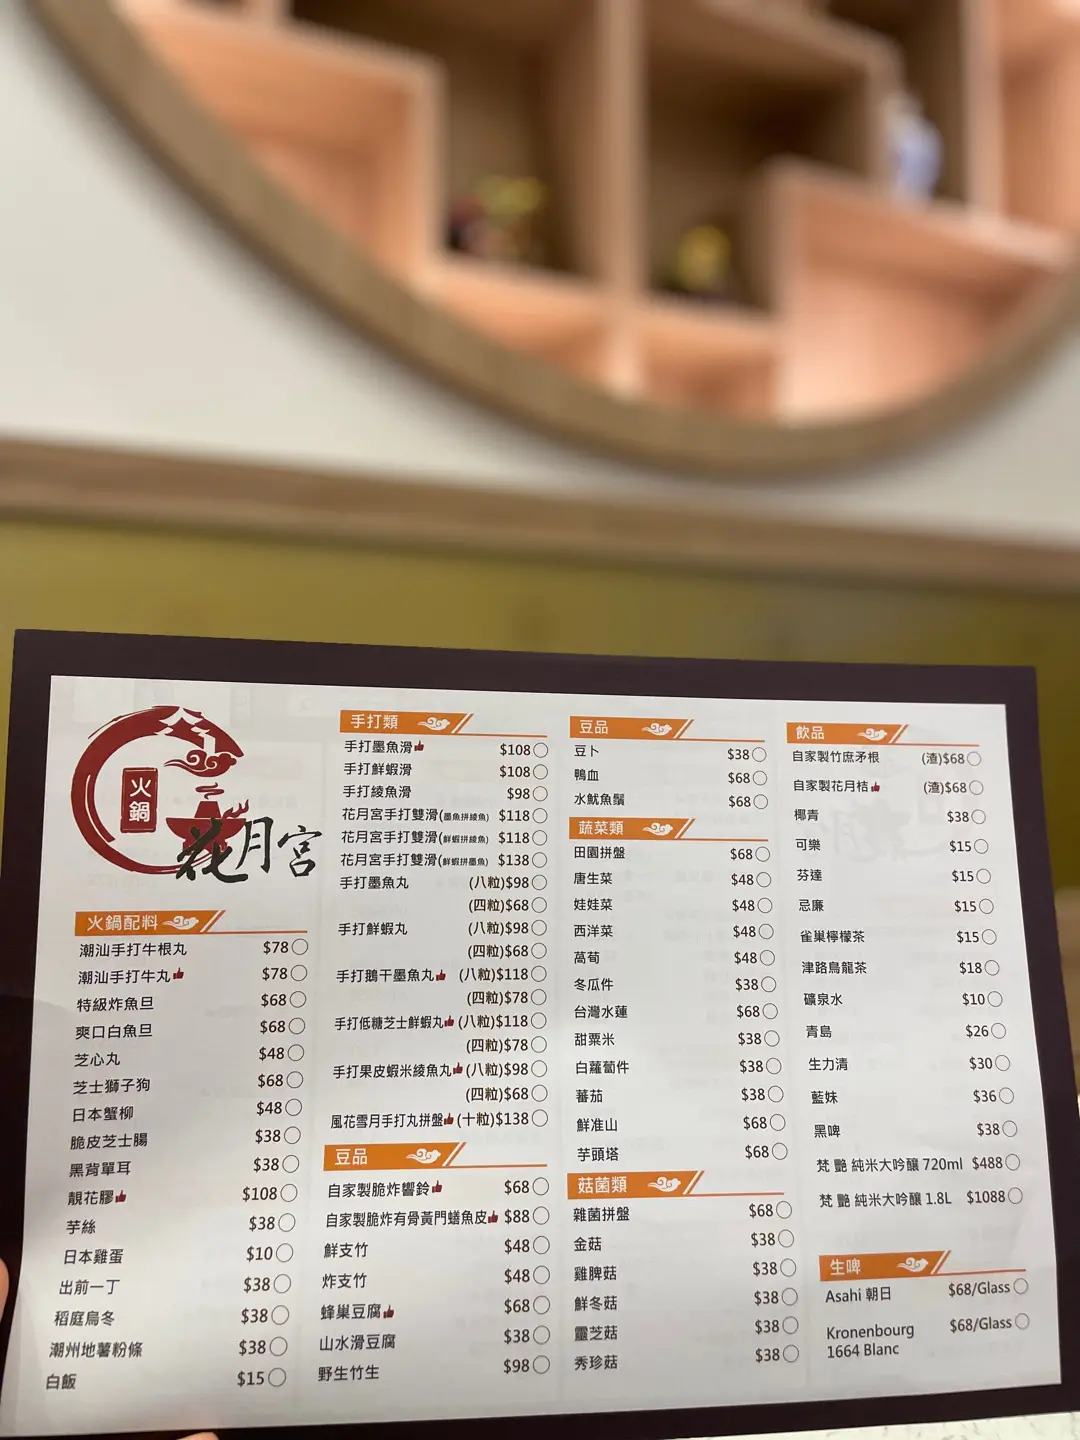 火鍋
花月宮
火鍋配料
潮汕手打牛根丸 $78
潮汕手打牛丸 $78
特級炸魚旦 $68
爽口白魚旦 $68
芝心丸 $48
芝士獅子狗 $68
日本蟹柳 $48
脆皮芝士腸 $38
黑背單耳 $38
靚花膠 $108
芋絲 $38
日本雞蛋 $10
出前一丁 $38
稻庭烏冬 $38
潮州地薯粉條 $38
白飯 $15
手打類
手打墨魚滑 $108
手打鮮蝦滑 $108
手打綾魚滑 $98
花月宮手打雙滑(墨魚拼綾魚) $118
花月宮手打雙滑(鮮蝦拼綾魚) $118
花月宮手打雙滑(鮮蝦拼墨魚) $138
手打墨魚丸 (八粒)$98
(四粒)$68
手打鮮蝦丸 (八粒)$98
(四粒)$68
手打鵝干墨魚丸 (八粒)$118
(四粒)$78
手打低糖芝士鮮蝦丸 (八粒)$118
(四粒)$78
手打果皮蝦米綾魚丸 (八粒)$98
(四粒)$68
風花雪月手打丸拼盤 (十粒)$138
豆品
自家製脆炸響鈴 $68
自家製脆炸有骨黃門鱔魚皮 $88
鮮支竹 $48
炸支竹 $48
蜂巢豆腐 $68
山水滑豆腐 $38
野生竹生 $98
豆品
豆卜 $38
鴨血 $68
水魷魚鬚 $68
蔬菜類
田園拼盤 $68
唐生菜 $48
娃娃菜 $48
西洋菜 $48
萵筍 $48
冬瓜件 $38
台灣水蓮 $68
甜粟米 $38
白蘿蔔件 $38
蕃茄 $38
鮮准山 $68
芋頭塔 $68
菇菌類
雜菌拼盤 $68
金菇 $38
雞脾菇 $38
鮮冬菇 $38
靈芝菇 $38
秀珍菇 $38
飲品
自家製竹庶矛根 (渣)$68
自家製花月桔 (渣)$68
椰青 $38
可樂 $15
芬達 $15
忌廉 $15
雀巢檸檬茶 $15
津路烏龍茶 $18
礦泉水 $10
青島 $26
生力清 $30
藍妹 $36
黑啤 $38
梵 艷 純米大吟釀 720ml $488
梵 艷 純米大吟釀 1.8L $1088
生啤
Asahi 朝日 $68/Glass
Kronenbourg $68/Glass
1664 Blanc